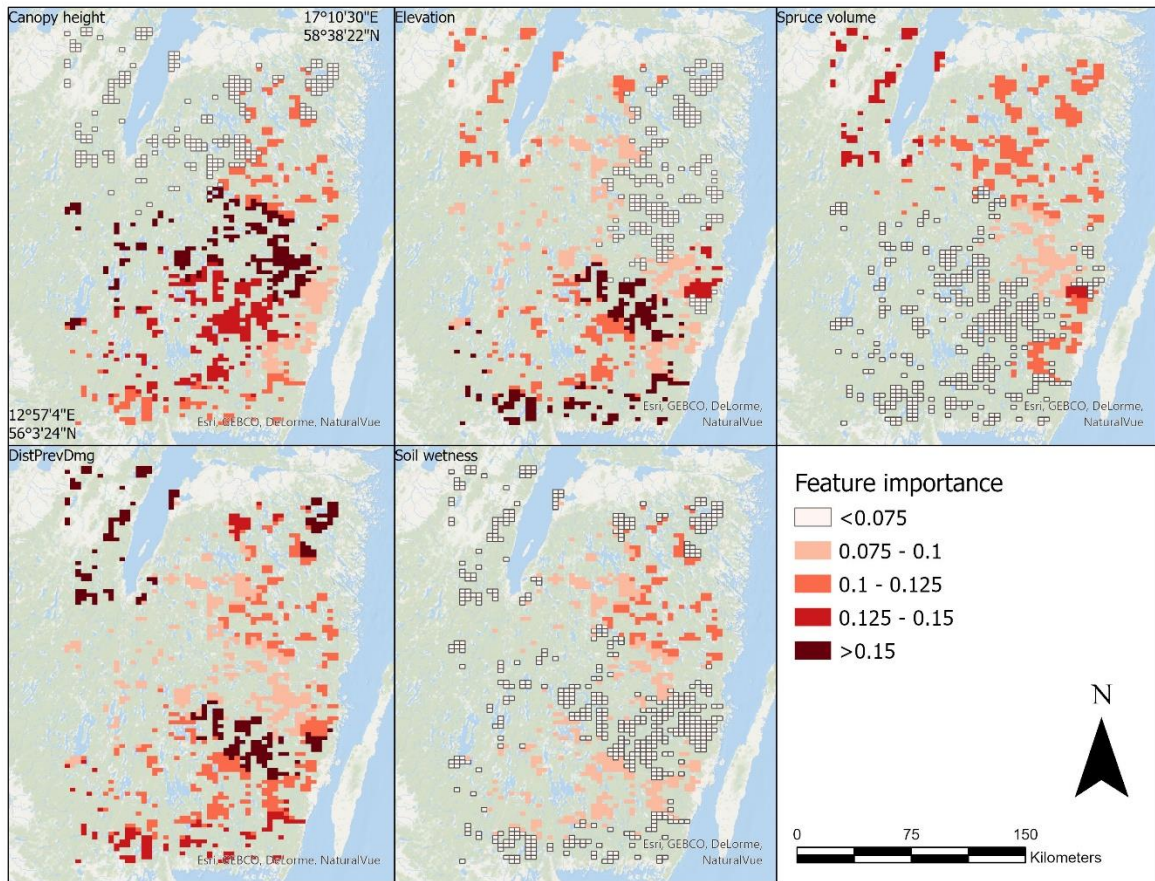 Canopy height
17°10'30"E
58°38'22"N
12°57'4"E
56°3'24"N
Esri, GEBCO, DeLorme, NaturalVue
Elevation
Esri, GEBCO, DeLorme,
NaturalVue
Spruce volume
Esri, GEBCO, DeLorme,
NaturalVue
DistPrevDmg
Esri, GEBCO, DeLorme, NaturalVue
Soil wetness
Esri, GEBCO, DeLorme,
NaturalVue
Feature importance
<0.075
0.075 - 0.1
0.1 - 0.125
0.125 - 0.15
>0.15
N
0 75 150
Kilometers